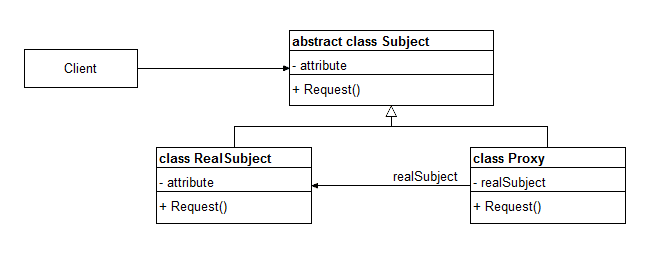 abstract class Subject
Client
- attribute
+ Request()
class RealSubject
- attribute
+ Request()
realSubject
class Proxy
- realSubject
+ Request()